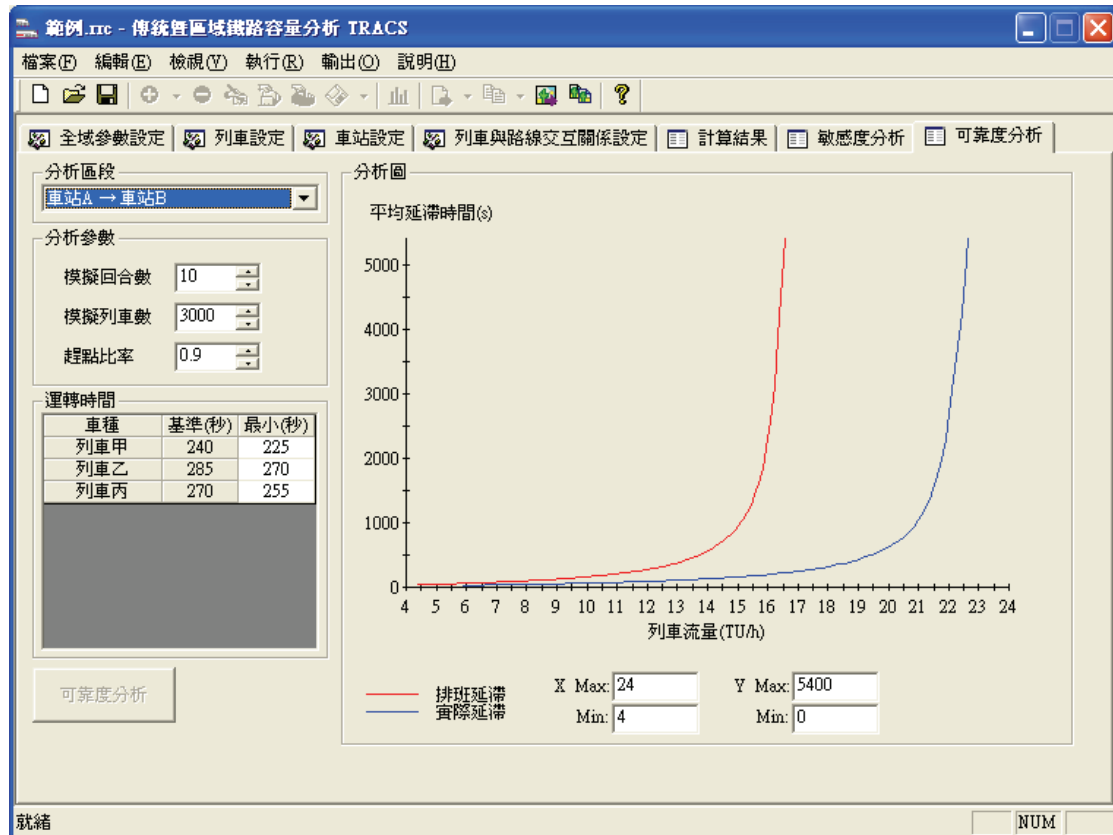 範例.rrc - 傳統暨區域鐵路容量分析 TRACS
檔案(F) 編輯(E) 檢視(V) 執行(R) 輸出(O) 說明(H)
全域參數設定 列車設定 車站設定 列車與路線交互關係設定 計算結果 敏感度分析 可靠度分析
分析區段
車站A → 車站B
分析參數
模擬回合數 10
模擬列車數 3000
趕點比率 0.9
運轉時間
車種 基準(秒) 最小(秒)
列車甲 240 225
列車乙 285 270
列車丙 270 255
可靠度分析
分析圖
平均延滯時間(s)
5000
4000
3000
2000
1000
0
4 5 6 7 8 9 10 11 12 13 14 15 16 17 18 19 20 21 22 23 24
列車流量(TU/h)
排班延滯
實際延滯
X Max: 24
Min: 4
Y Max: 5400
Min: 0
就緒
NUM